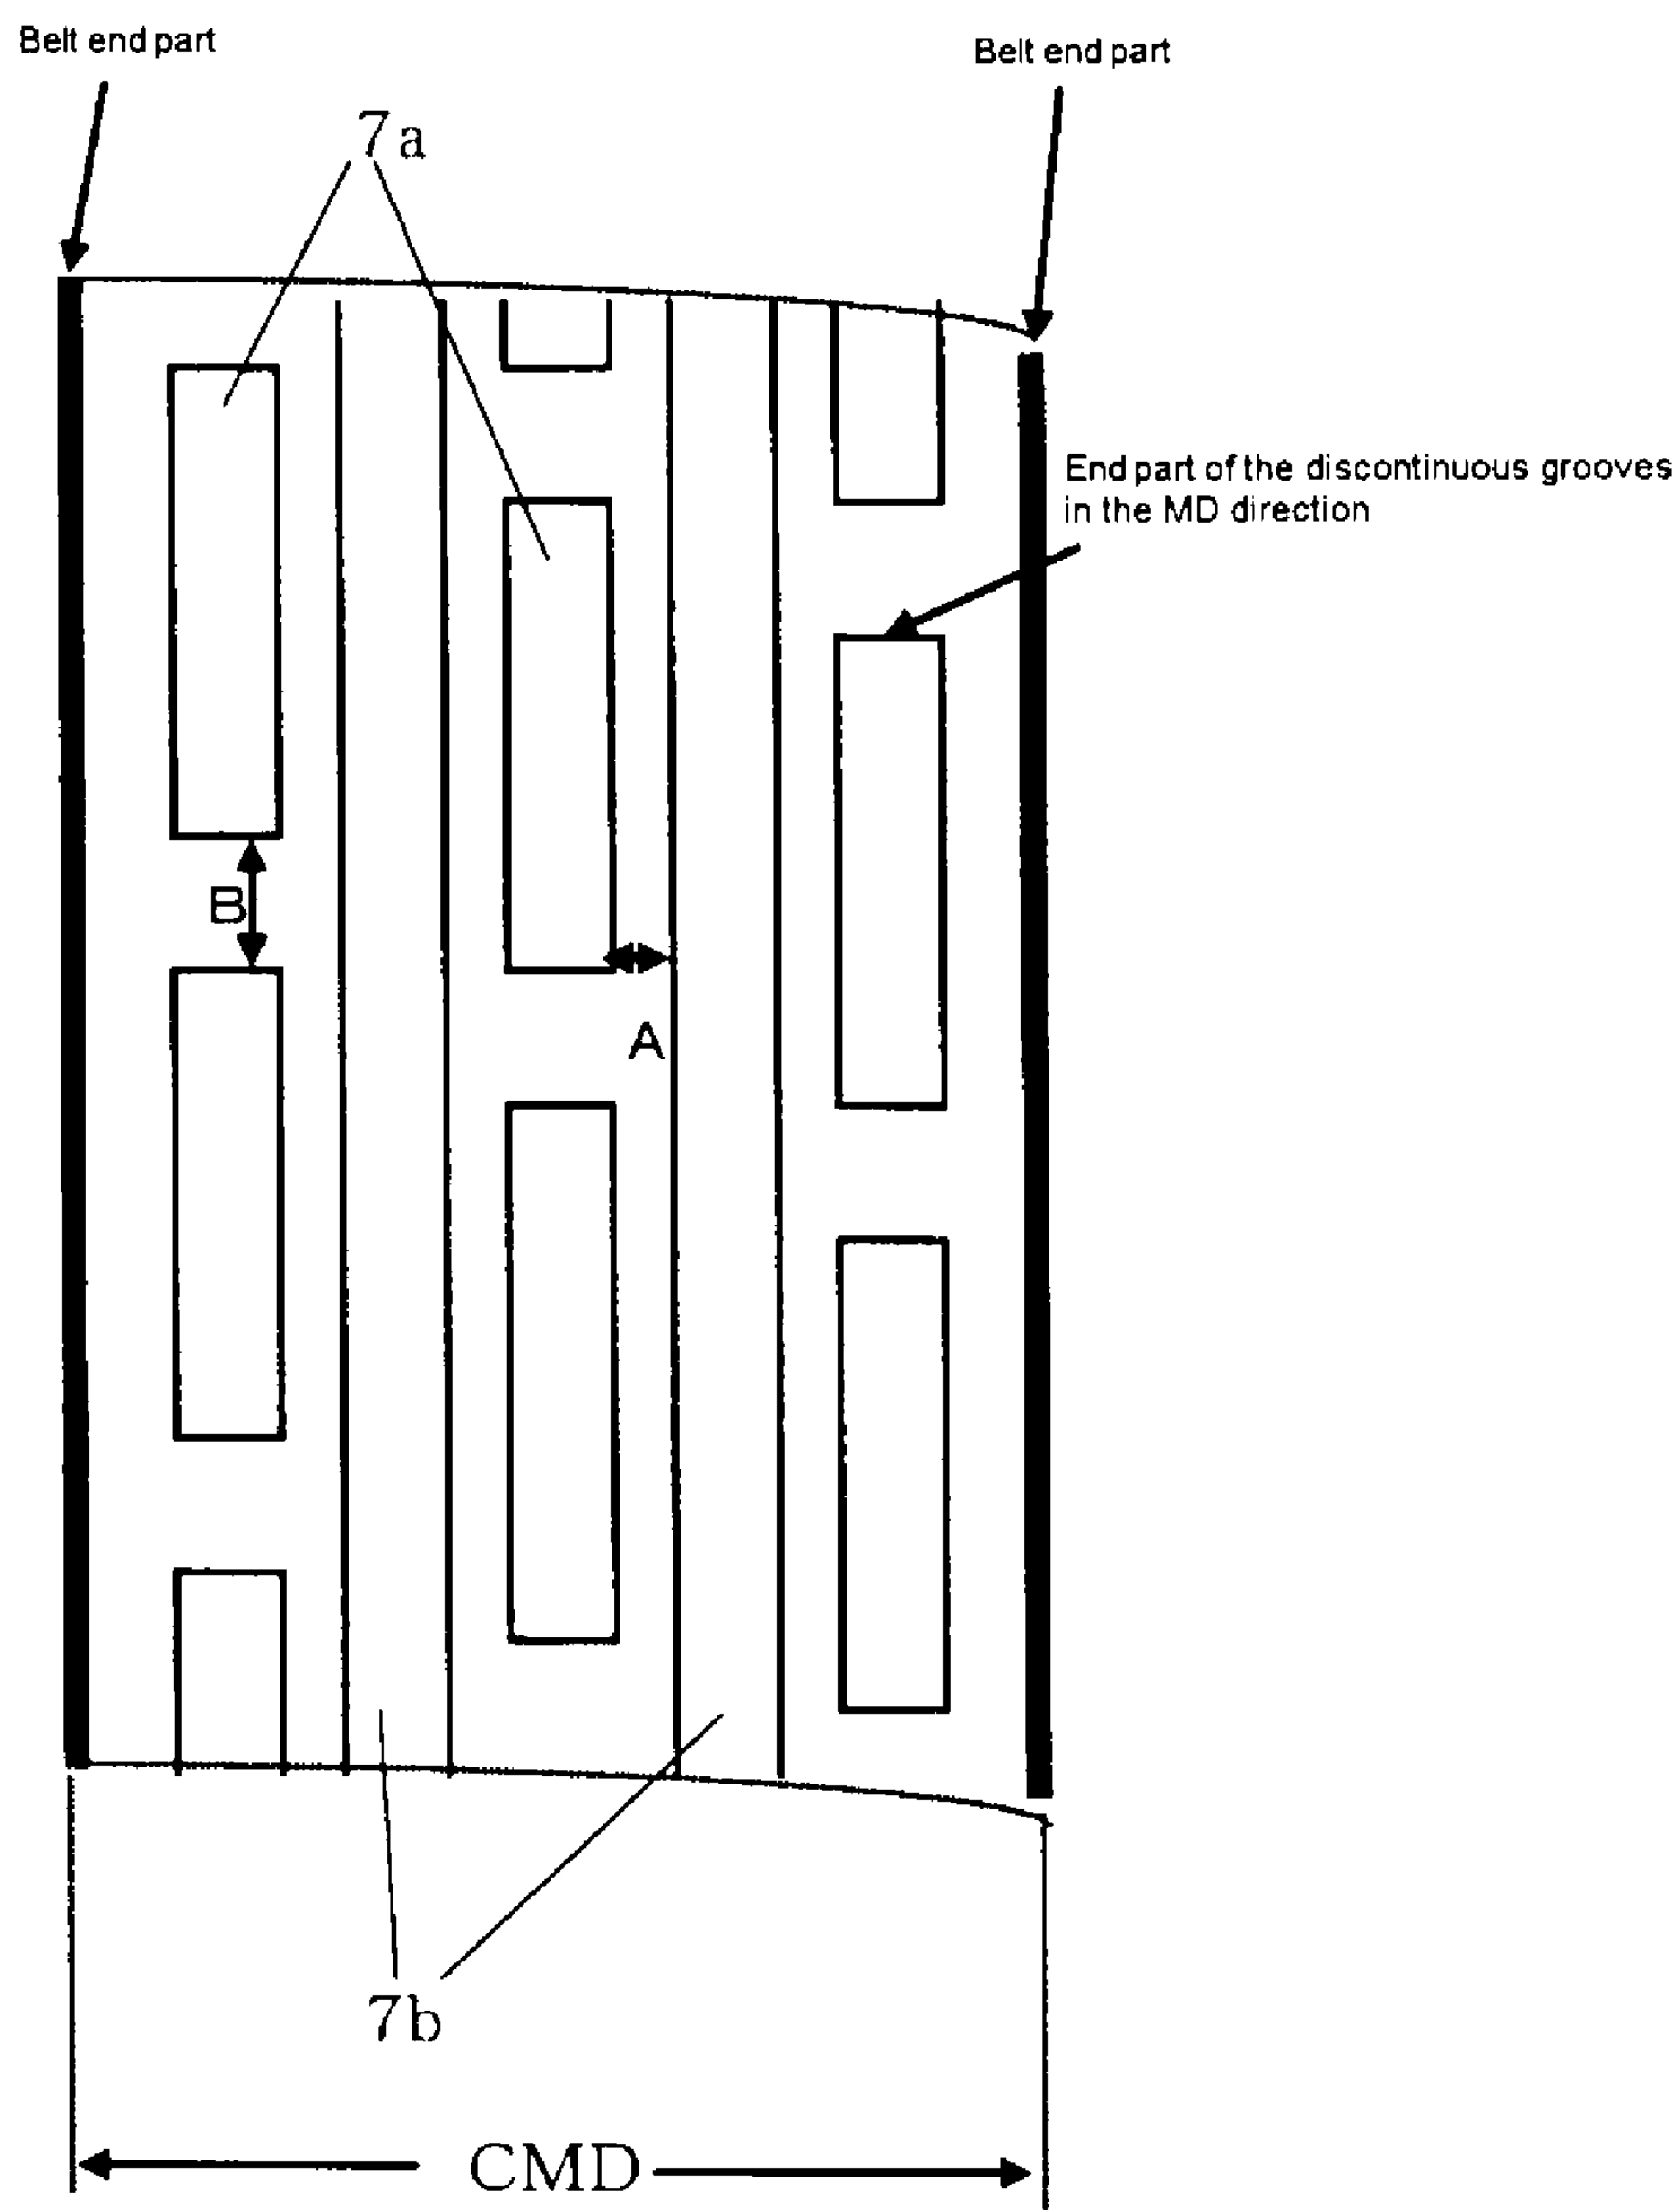 Belt end part
Belt end part
7a
End part of the discontinuous grooves
in the MD direction
B
A
7b
CMD